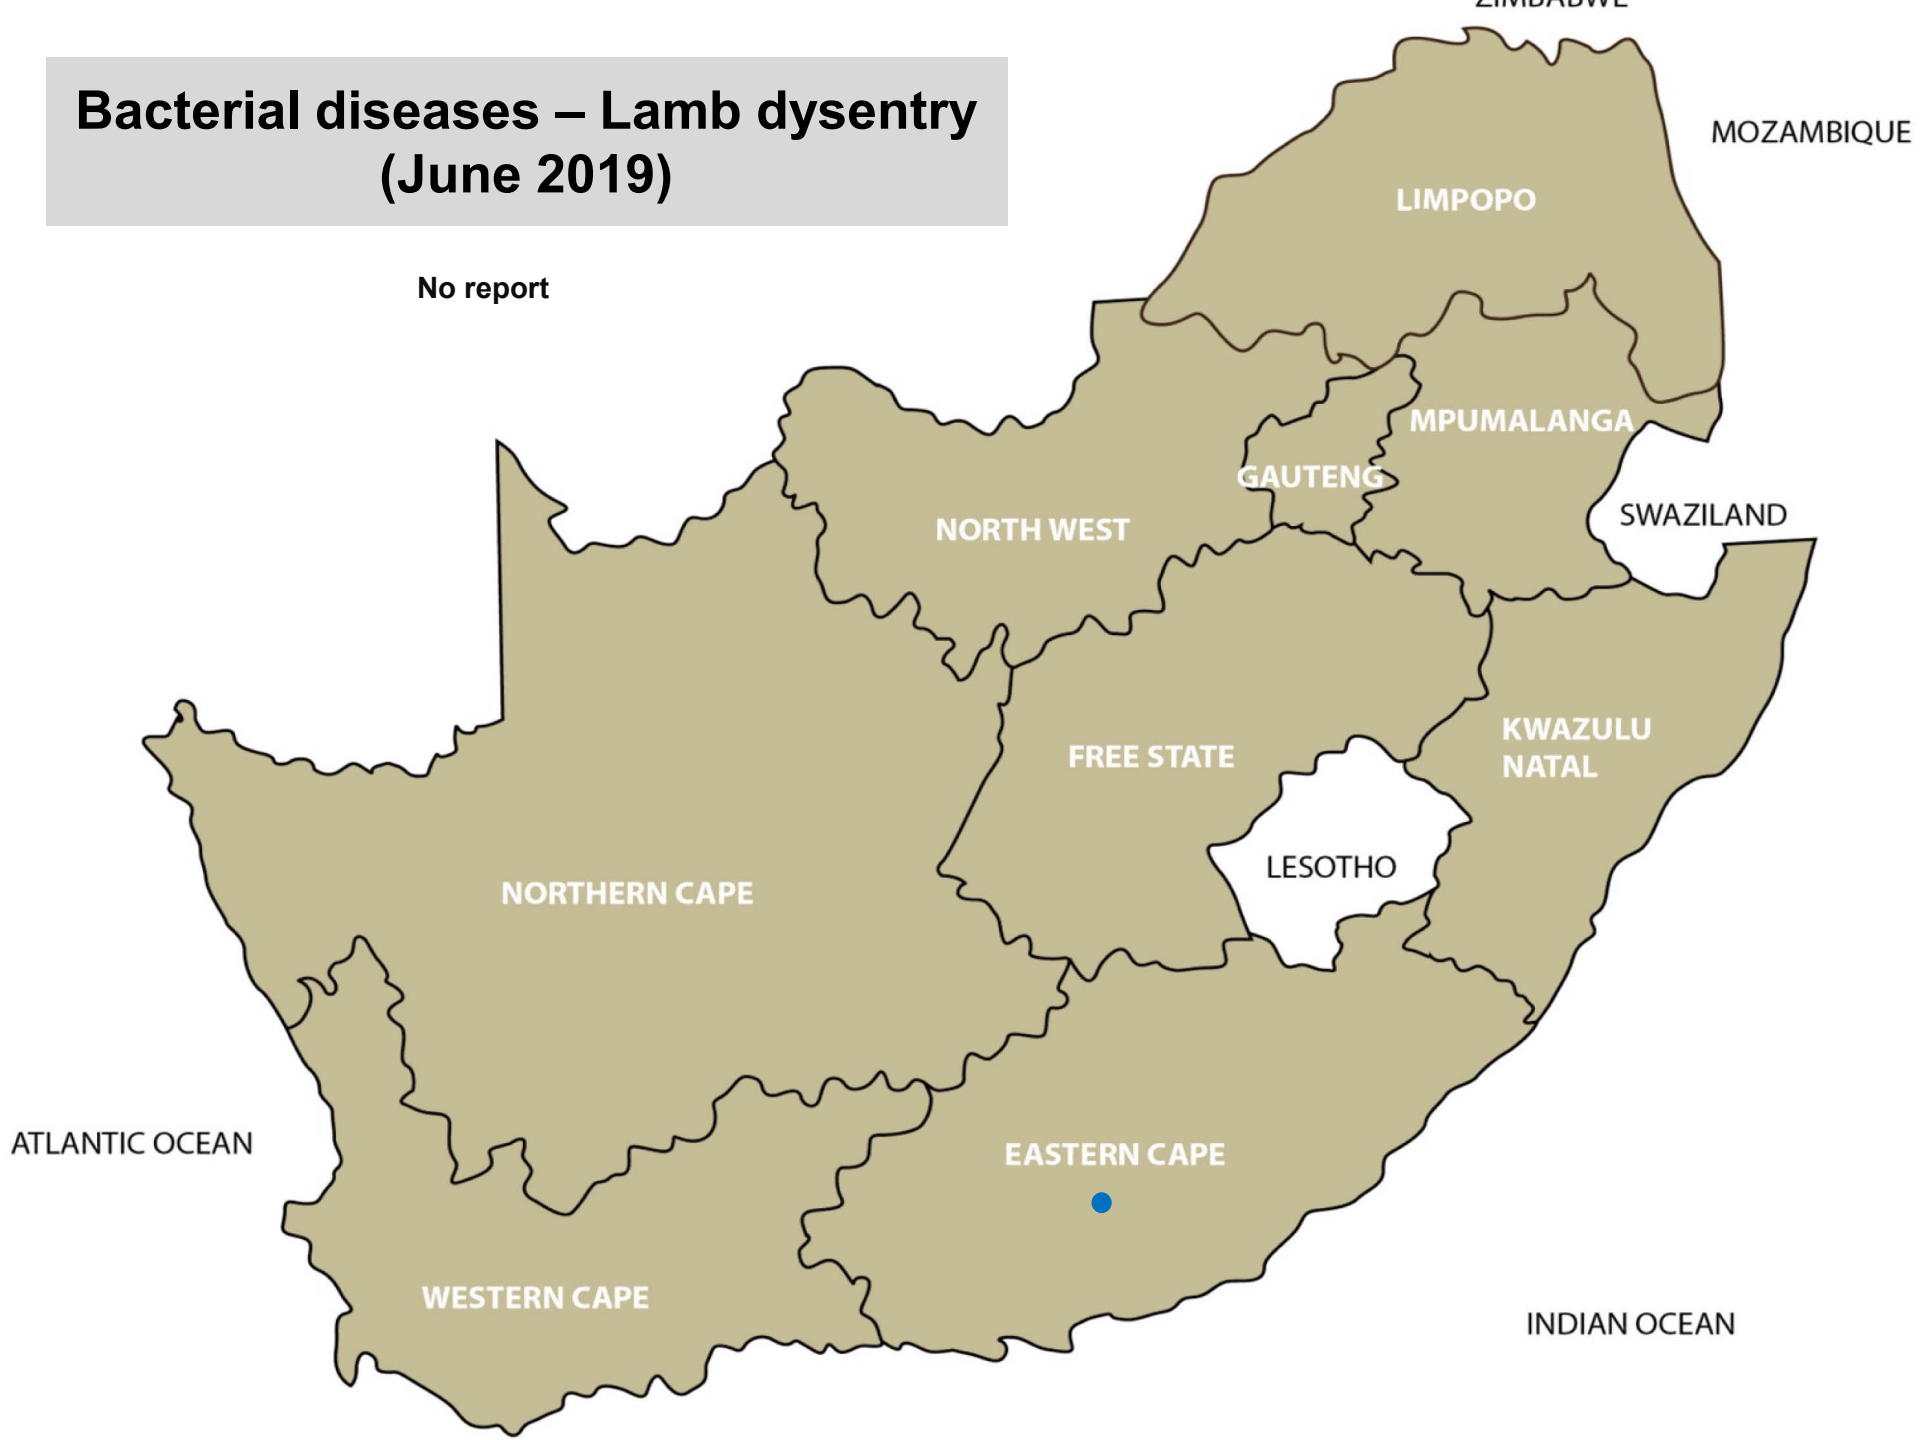 ZIMBABWE
Bacterial diseases – Lamb dysentry
(June 2019)
MOZAMBIQUE
LIMPOPO
No report
MPUMALANGA
GAUTENG
NORTH WEST
SWAZILAND
KWAZULU
NATAL
FREE STATE
LESOTHO
NORTHERN CAPE
ATLANTIC OCEAN
EASTERN CAPE
WESTERN CAPE
INDIAN OCEAN